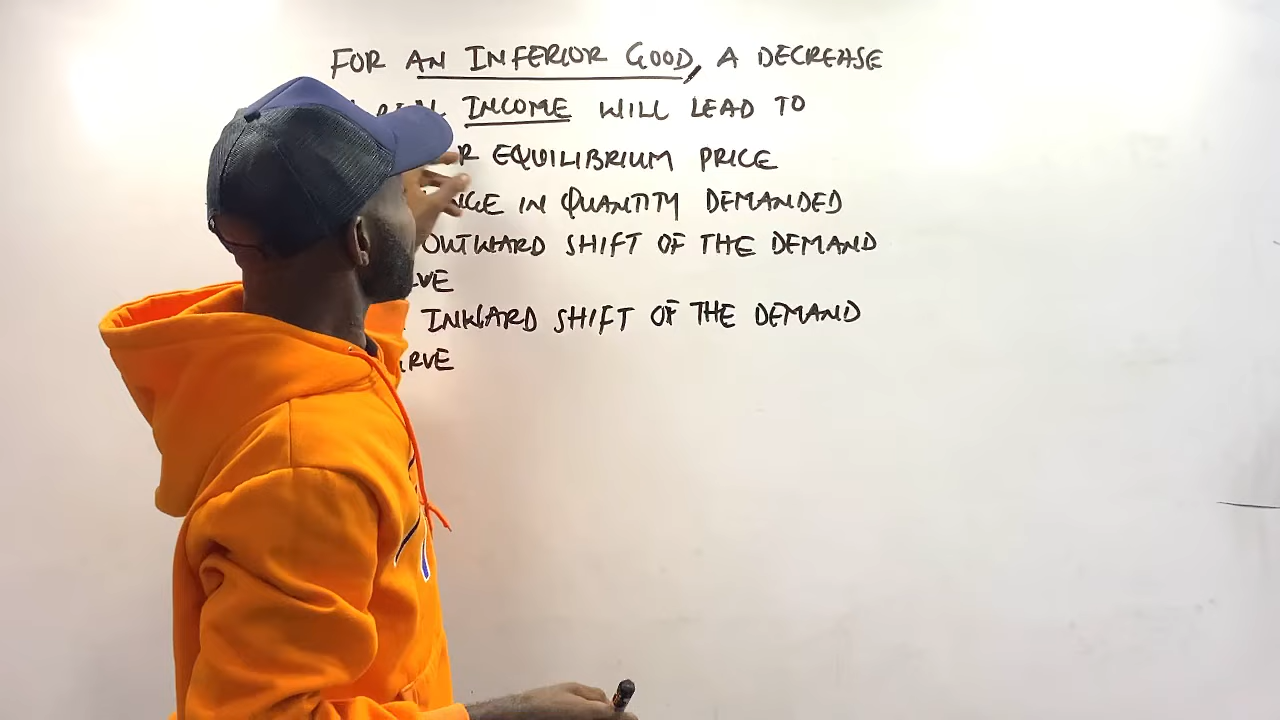 FOR AN INFERIOR GOOD, A DECREASE
INCOME WILL LEAD TO
EQUILIBRIUM PRICE
IN QUANTITY DEMANDED
OUTWARD SHIFT OF THE DEMAND
INWARD SHIFT OF THE DEMAND